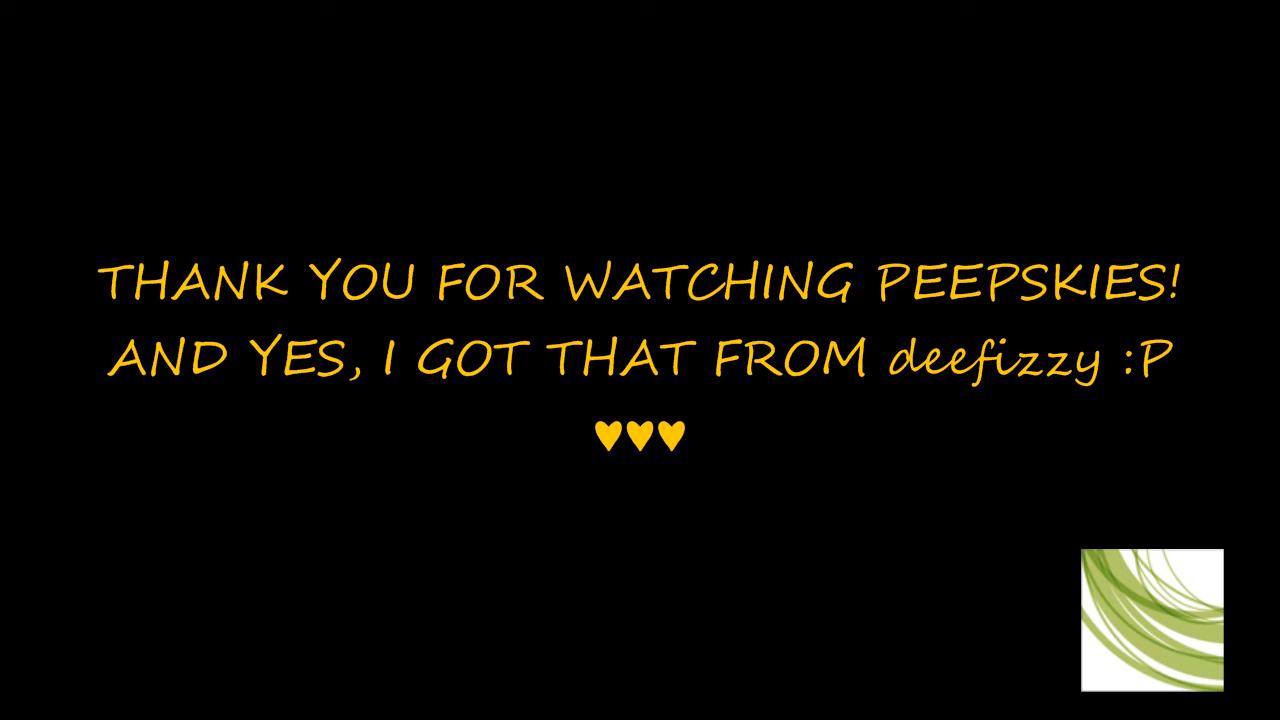 THANK YOU FOR WATCHING PEEPSKIES!
AND YES, I GOT THAT FROM deefizzy :P
♥♥♥